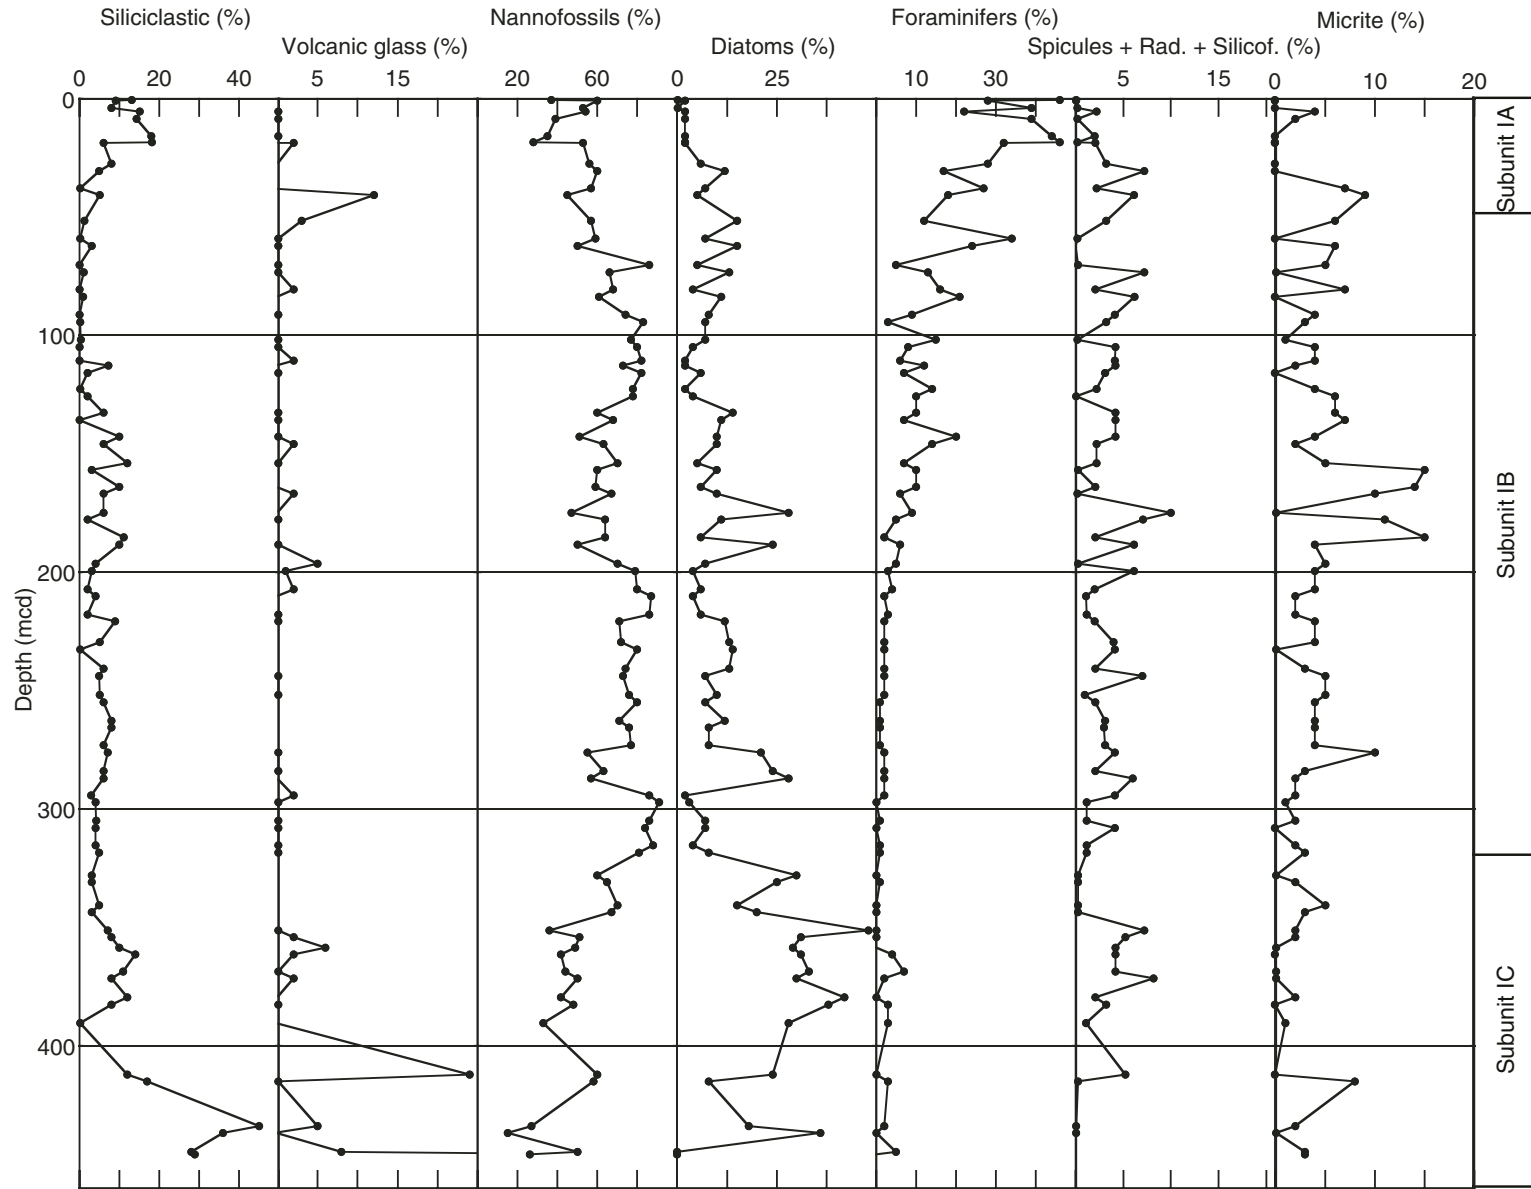 Siliciclastic (%)
Nannofossils (%)
Foraminifers (%)
Micrite (%)
Volcanic glass (%)
Diatoms (%)
Spicules + Rad. + Silicof. (%)
0 20 40 5 15 20 60 0 25 10 30 5 15 0 10 20
0
100
200
300
400
Depth (mcd)
Subunit IA
Subunit IB
Subunit IC